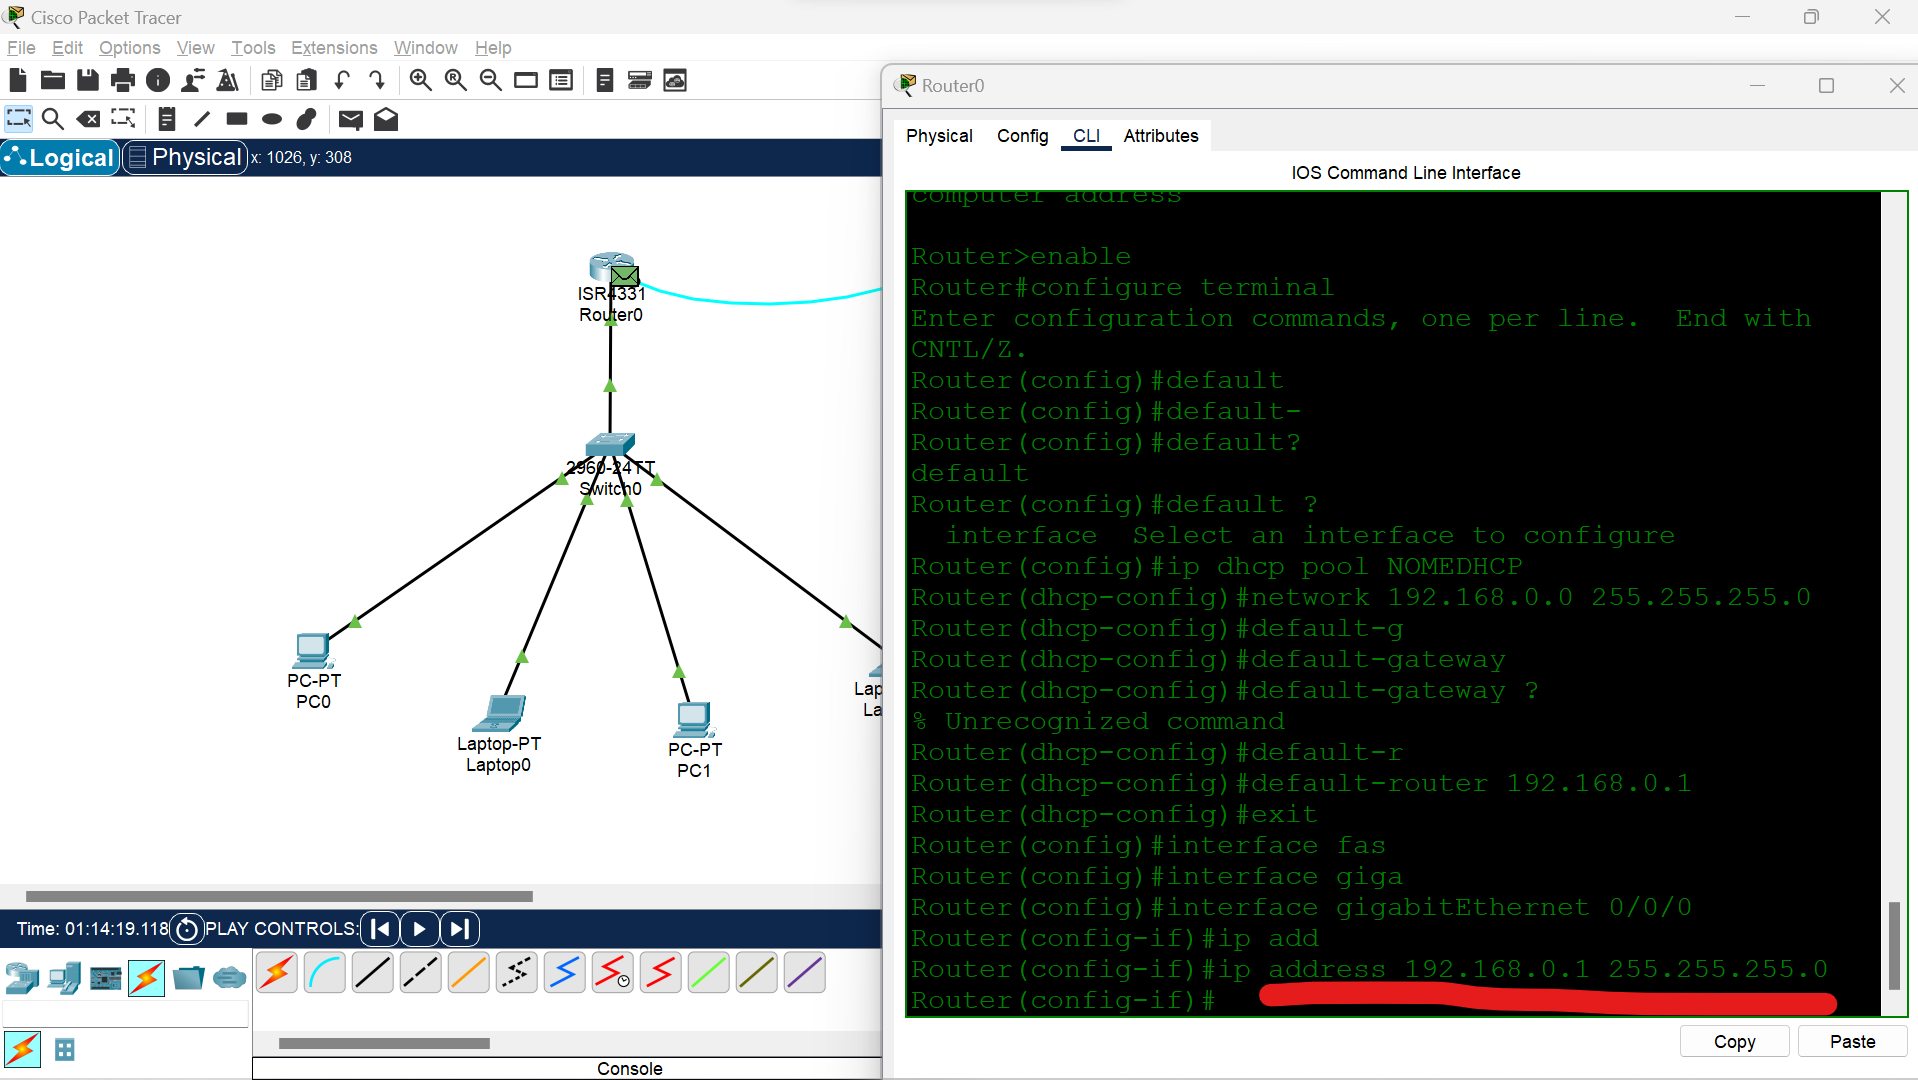 Cisco Packet Tracer
File Edit Options View Tools Extensions Window Help
Logical Physical x: 1026, y: 308
ISR4331
Router0
2960-24TT
Switch0
PC-PT
PC0
Laptop-PT
Laptop0
PC-PT
PC1
Lap
La
Time: 01:14:19.118 PLAY CONTROLS:
Console
Router0
Physical Config CLI Attributes
IOS Command Line Interface
computer address
Router>enable
Router#configure terminal
Enter configuration commands, one per line.  End with
CNTL/Z.
Router(config)#default
Router(config)#default-
Router(config)#default?
default
Router(config)#default ?
  interface  Select an interface to configure
Router(config)#ip dhcp pool NOMEDHCP
Router(dhcp-config)#network 192.168.0.0 255.255.255.0
Router(dhcp-config)#default-g
Router(dhcp-config)#default-gateway
Router(dhcp-config)#default-gateway ?
% Unrecognized command
Router(dhcp-config)#default-r
Router(dhcp-config)#default-router 192.168.0.1
Router(dhcp-config)#exit
Router(config)#interface fas
Router(config)#interface giga
Router(config)#interface gigabitEthernet 0/0/0
Router(config-if)#ip add
Router(config-if)#ip address 192.168.0.1 255.255.255.0
Router(config-if)#
Copy Paste